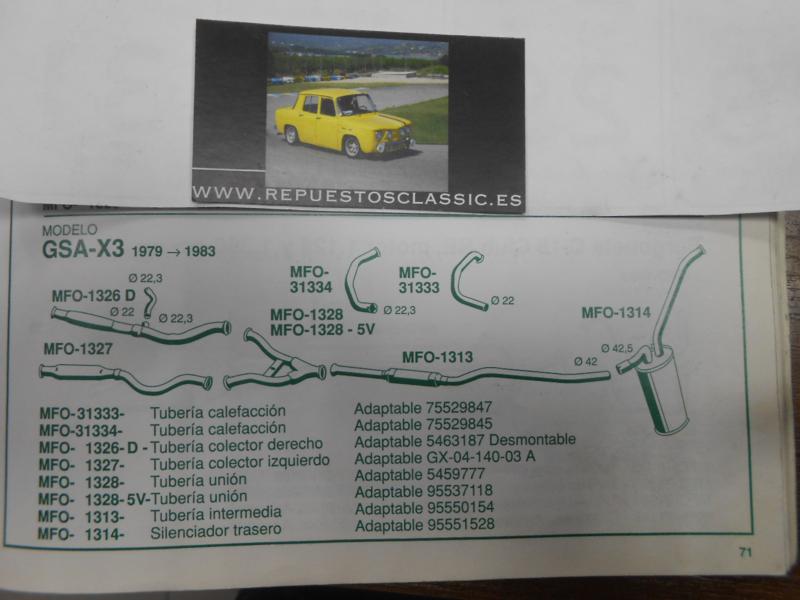 WWW.REPUESTOSCLASSIC.ES
MODELO
GSA-X3 1979 → 1983
MFO-1326 D
Ø 22,3
Ø 22
Ø 22,3
MFO-
31334
Ø 22,3
MFO-
31333
Ø 22
MFO-1328
MFO-1328 - 5V
MFO-1314
MFO-1327
MFO-1313
Ø 42
Ø 42,5
MFO-31333- Tubería calefacción Adaptable 75529847
MFO-31334- Tubería calefacción Adaptable 75529845
MFO- 1326-D - Tubería colector derecho Adaptable 5463187 Desmontable
MFO- 1327- Tubería colector izquierdo Adaptable GX-04-140-03 A
MFO- 1328- Tubería unión Adaptable 5459777
MFO- 1328-5V- Tubería unión Adaptable 95537118
MFO- 1313- Tubería intermedia Adaptable 95550154
MFO- 1314- Silenciador trasero Adaptable 95551528
71